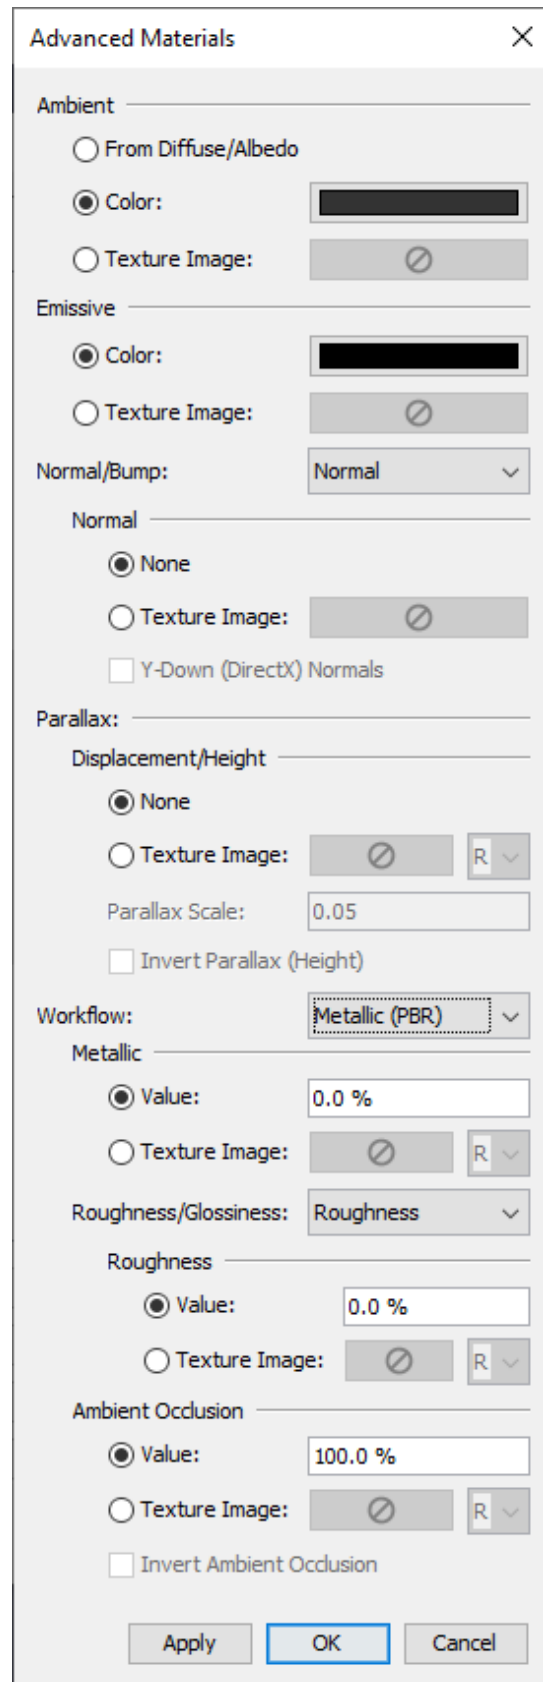 Advanced Materials
Ambient
From Diffuse/Albedo
Color:
Texture Image:
Emissive
Color:
Texture Image:
Normal/Bump: Normal
Normal
None
Texture Image:
Y-Down (DirectX) Normals
Parallax:
Displacement/Height
None
Texture Image: R
Parallax Scale: 0.05
Invert Parallax (Height)
Workflow: Metallic (PBR)
Metallic
Value: 0.0 %
Texture Image: R
Roughness/Glossiness: Roughness
Roughness
Value: 0.0 %
Texture Image: R
Ambient Occlusion
Value: 100.0 %
Texture Image: R
Invert Ambient Occlusion
Apply OK Cancel